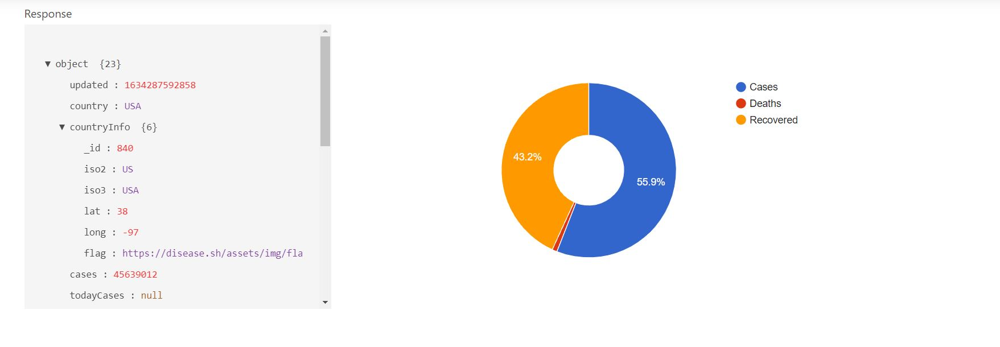 Response
▼ object {23}
updated : 1634287592858
country : USA
▼ countryInfo {6}
_id : 840
iso2 : US
iso3 : USA
lat : 38
long : -97
flag : https://disease.sh/assets/img/fla
cases : 45639012
todayCases : null
43.2%
55.9%
Cases
Deaths
Recovered